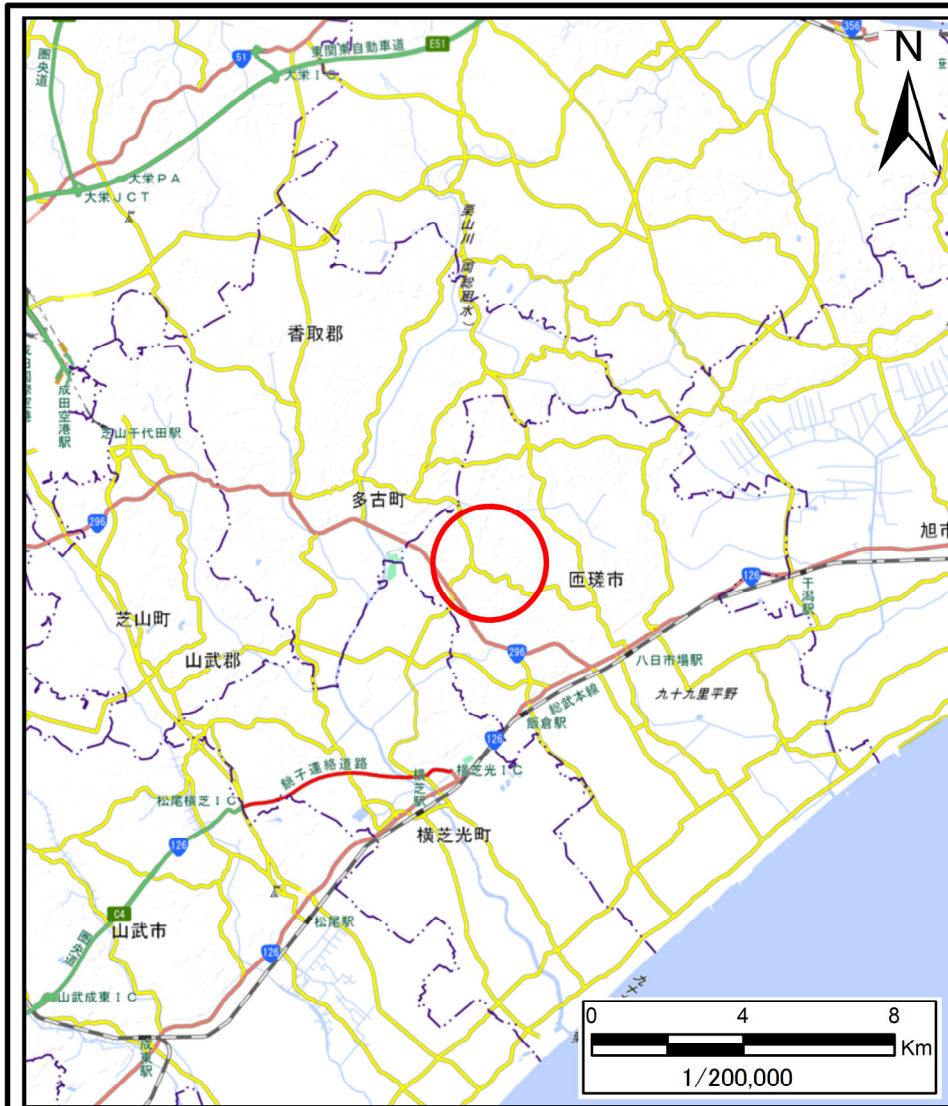 356
N
51
東関東自動車道
E51
圏央道
大栄IC
大栄PA
大栄JCT
栗山川(両総用水)
香取郡
成田空港駅
芝山千代田駅
多古町
296
旭市
匝瑳市
126
干潟駅
芝山町
山武郡
296
八日市場駅
総武本線
九十九里平野
飯倉駅
126
銚子連絡道路
横芝光IC
横芝駅
松尾横芝IC
126
横芝光町
C4
山武市
松尾駅
圏央道
126
山武成東IC
成東駅
0 4 8
Km
1/200,000